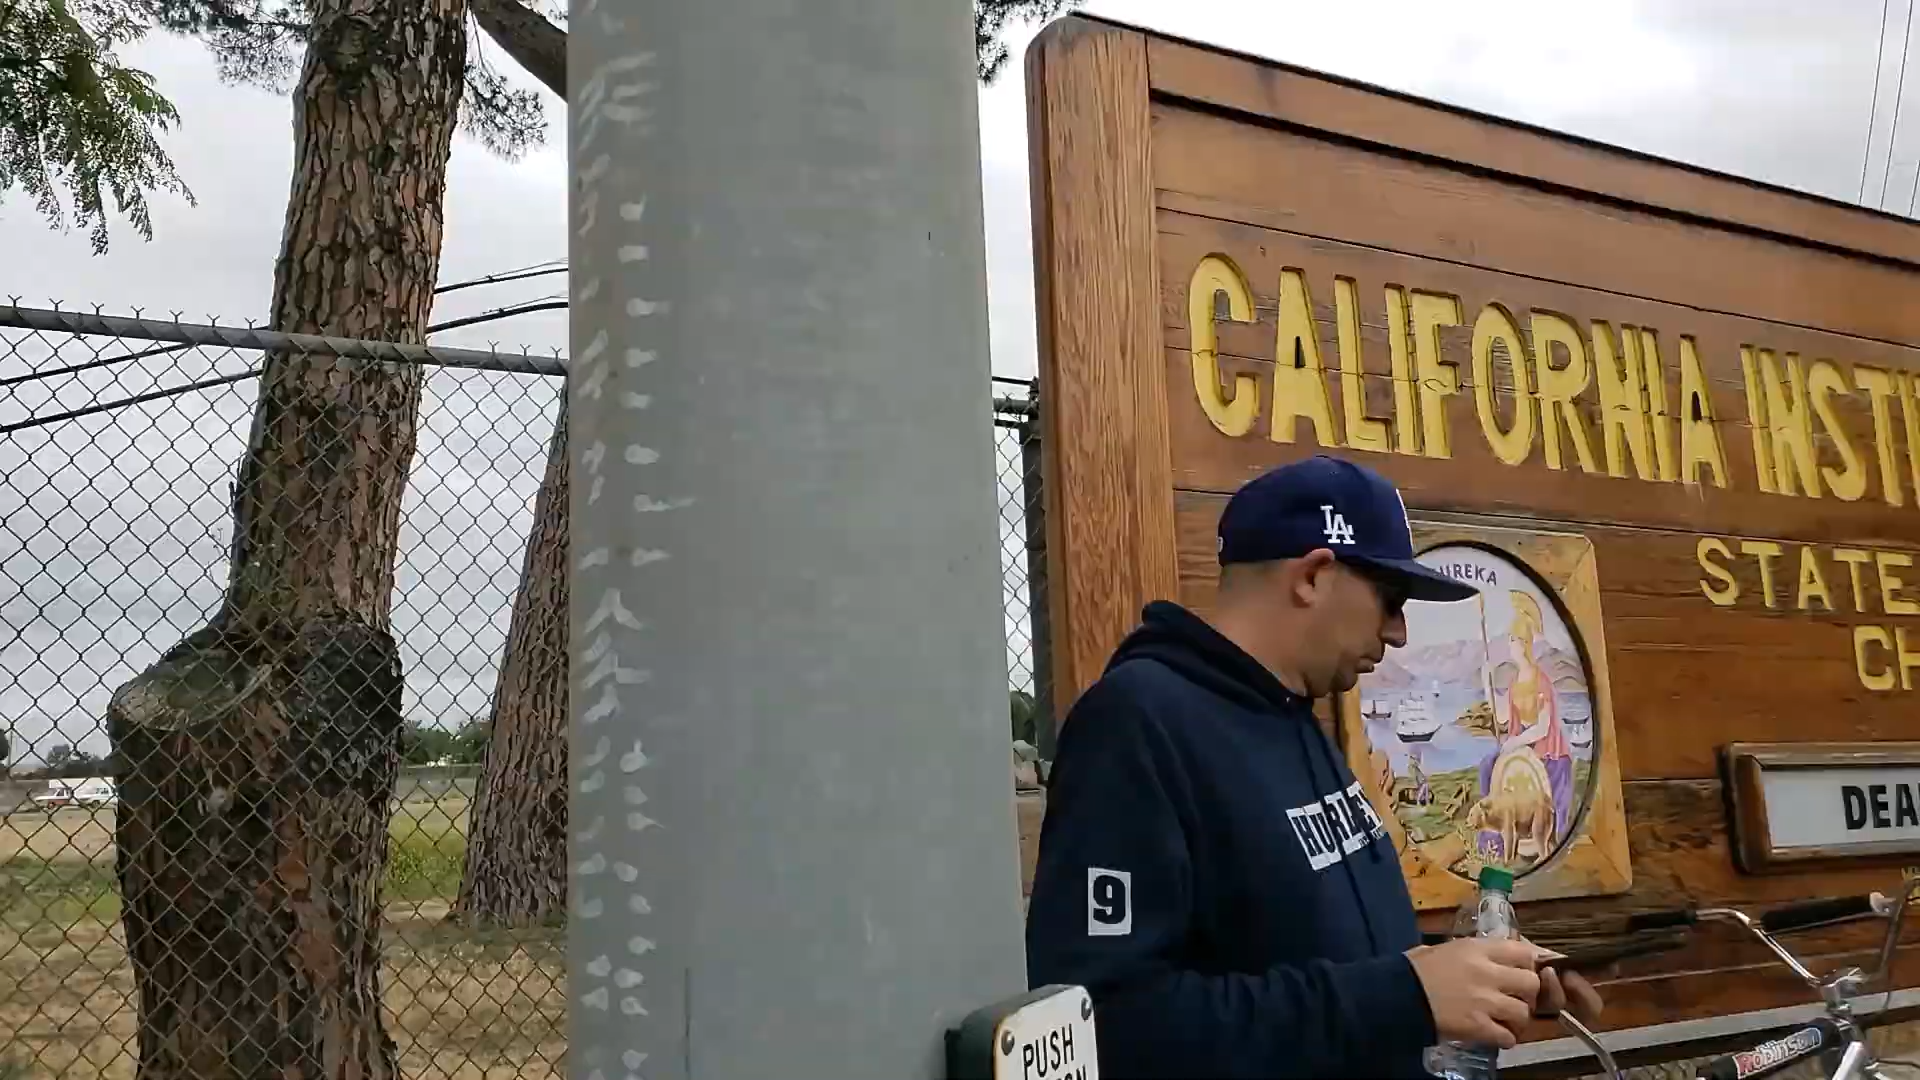 CALIFORNIA INSTI
STATE
CH
EUREKA
LA
HURLEY
9
DEA
PUSH
Robinson